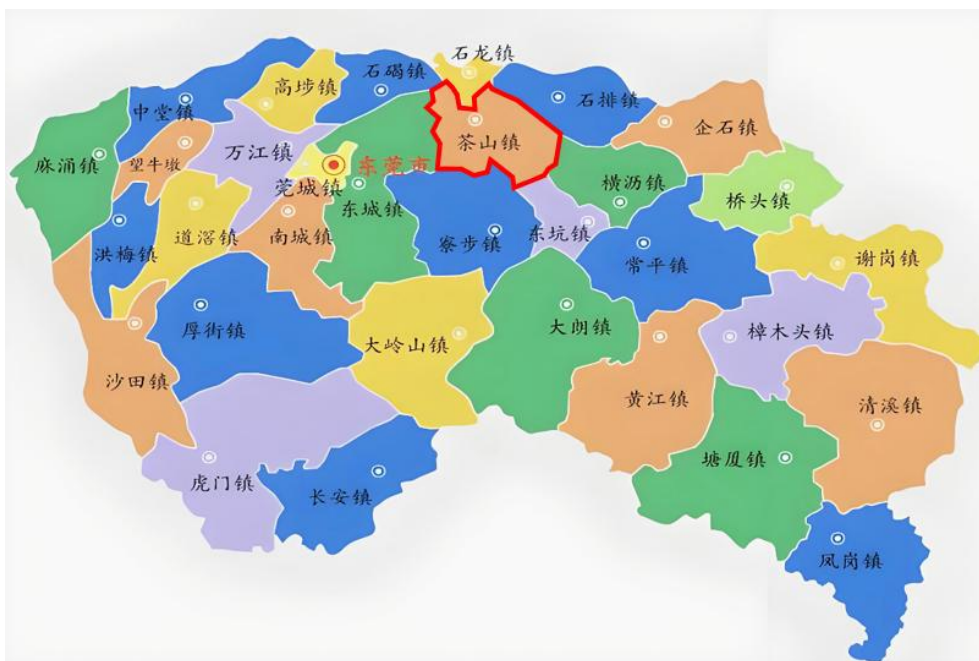 石龙镇
石碣镇
高埗镇
中堂镇
石排镇
企石镇
茶山镇
万江镇
望牛墩
麻涌镇
东莞市
莞城镇
横沥镇
桥头镇
东城镇
道滘镇
南城镇
寮步镇
东坑镇
洪梅镇
常平镇
谢岗镇
厚街镇
大岭山镇
大朗镇
樟木头镇
沙田镇
黄江镇
清溪镇
塘厦镇
虎门镇
长安镇
凤岗镇